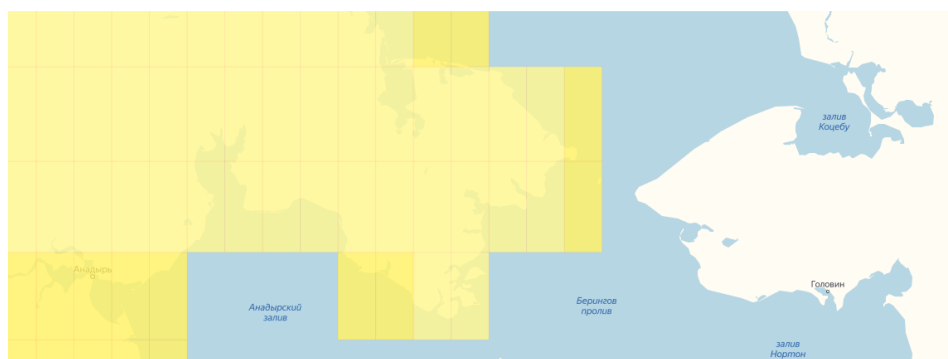 залив
Коцебу
Анадырь
Головин
Анадырский
залив
Берингов
пролив
залив
Нортон